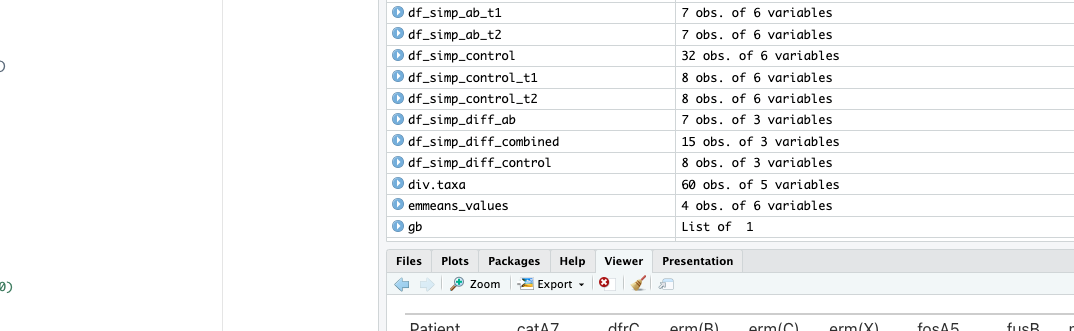 df_simp_ab_t1 7 obs. of 6 variables
df_simp_ab_t2 7 obs. of 6 variables
df_simp_control 32 obs. of 6 variables
df_simp_control_t1 8 obs. of 6 variables
df_simp_control_t2 8 obs. of 6 variables
df_simp_diff_ab 7 obs. of 3 variables
df_simp_diff_combined 15 obs. of 3 variables
df_simp_diff_control 8 obs. of 3 variables
div.taxa 60 obs. of 5 variables
emmeans_values 4 obs. of 6 variables
gb List of 1
Files Plots Packages Help Viewer Presentation
0)
Zoom Export
Patient catA7 dfrC erm(B) erm(C) erm(X) fosA5 fusB